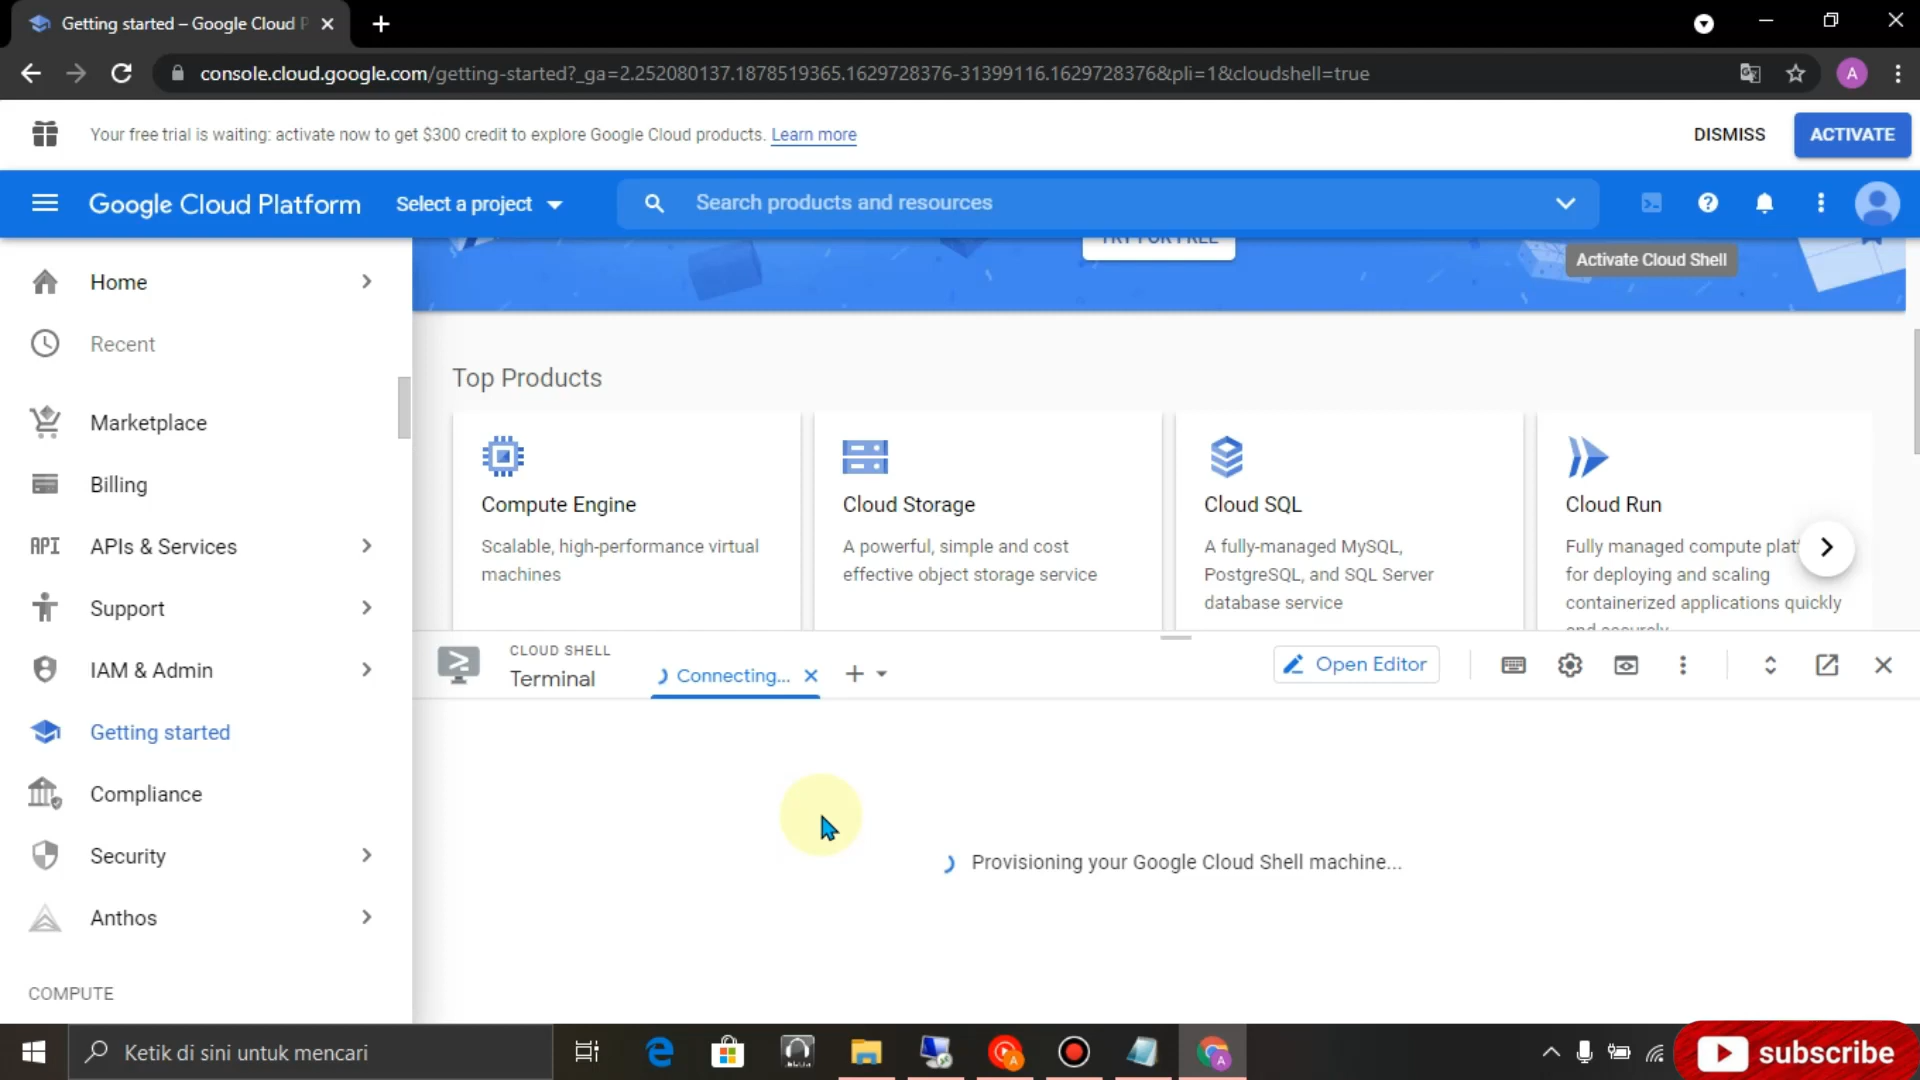 Getting started – Google Cloud P
console.cloud.google.com/getting-started?_ga=2.252080137.1878519365.1629728376-31399116.1629728376&pli=1&cloudshell=true
A
Your free trial is waiting: activate now to get $300 credit to explore Google Cloud products. Learn more
DISMISS
ACTIVATE
Google Cloud Platform
Select a project
Search products and resources
TRY FOR FREE
Activate Cloud Shell
Home
Recent
Marketplace
Billing
API APIs & Services
Support
IAM & Admin
Getting started
Compliance
Security
Anthos
COMPUTE
Top Products
Compute Engine
Scalable, high-performance virtual
machines
Cloud Storage
A powerful, simple and cost
effective object storage service
Cloud SQL
A fully-managed MySQL,
PostgreSQL, and SQL Server
database service
Cloud Run
Fully managed compute plat
for deploying and scaling
containerized applications quickly
and securely
CLOUD SHELL
Terminal
Connecting...
Open Editor
Provisioning your Google Cloud Shell machine...
Ketik di sini untuk mencari
A
A
subscribe